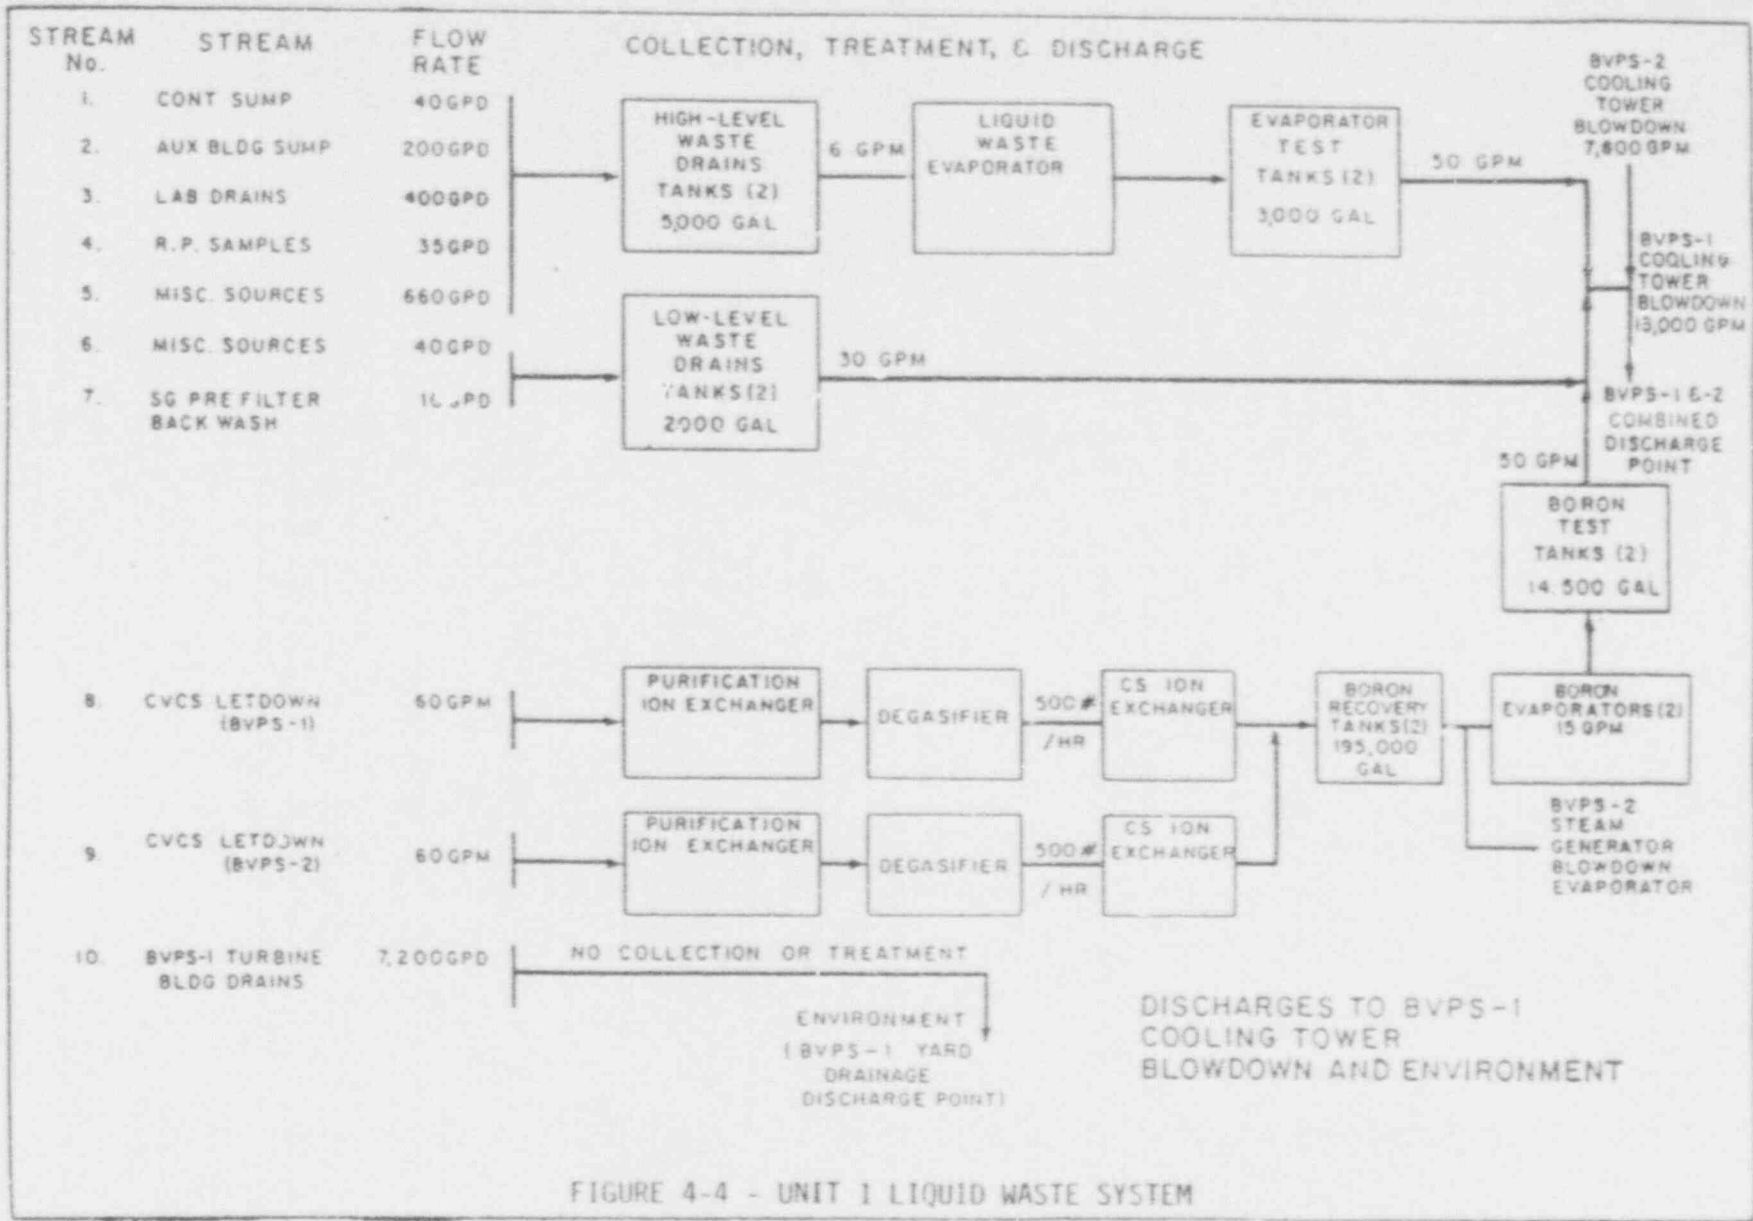 STREAM No. STREAM FLOW RATE
COLLECTION, TREATMENT, & DISCHARGE
1. CONT SUMP 40GPD
2. AUX BLDG SUMP 200GPD
3. LAB DRAINS 400GPD
4. R.P. SAMPLES 35GPD
5. MISC. SOURCES 660GPD
6. MISC. SOURCES 40GPD
7. SG PRE FILTER
BACK WASH
HIGH-LEVEL
WASTE
DRAINS
TANKS (2)
5,000 GAL
6 GPM
LIQUID
WASTE
EVAPORATOR
EVAPORATOR
TEST
TANKS (2)
3,000 GAL
50 GPM
BVPS-2
COOLING
TOWER
BLOWDOWN
7,800 GPM
BVPS-1
COOLING
TOWER
BLOWDOWN
GPM
LOW-LEVEL
WASTE
DRAINS
TANKS (2)
2000 GAL
30 GPM
BVPS-1 &-2
COMBINED
DISCHARGE
POINT
50 GPM
BORON
TEST
TANKS (2)
14,500 GAL
8. CVCS LETDOWN 60GPM
(BVPS-1)
PURIFICATION
ION EXCHANGER
DEGASIFIER
500 #
/HR
CS ION
EXCHANGER
BORON
RECOVERY
TANKS(2)
195,000
GAL
BORON
EVAPORATORS(2)
15 GPM
9. CVCS LETDOWN 60GPM
(BVPS-2)
PURIFICATION
ION EXCHANGER
DEGASIFIER
500 #
/ HR
CS ION
EXCHANGER
BVPS-2
STEAM
GENERATOR
BLOWDOWN
EVAPORATOR
10. BVPS-1 TURBINE 7,200GPD
BLDG DRAINS
NO COLLECTION OR TREATMENT
ENVIRONMENT
(BVPS-1 YARD
DRAINAGE
DISCHARGE POINT)
DISCHARGES TO BVPS-1
COOLING TOWER
BLOWDOWN AND ENVIRONMENT
FIGURE 4-4 - UNIT 1 LIQUID WASTE SYSTEM